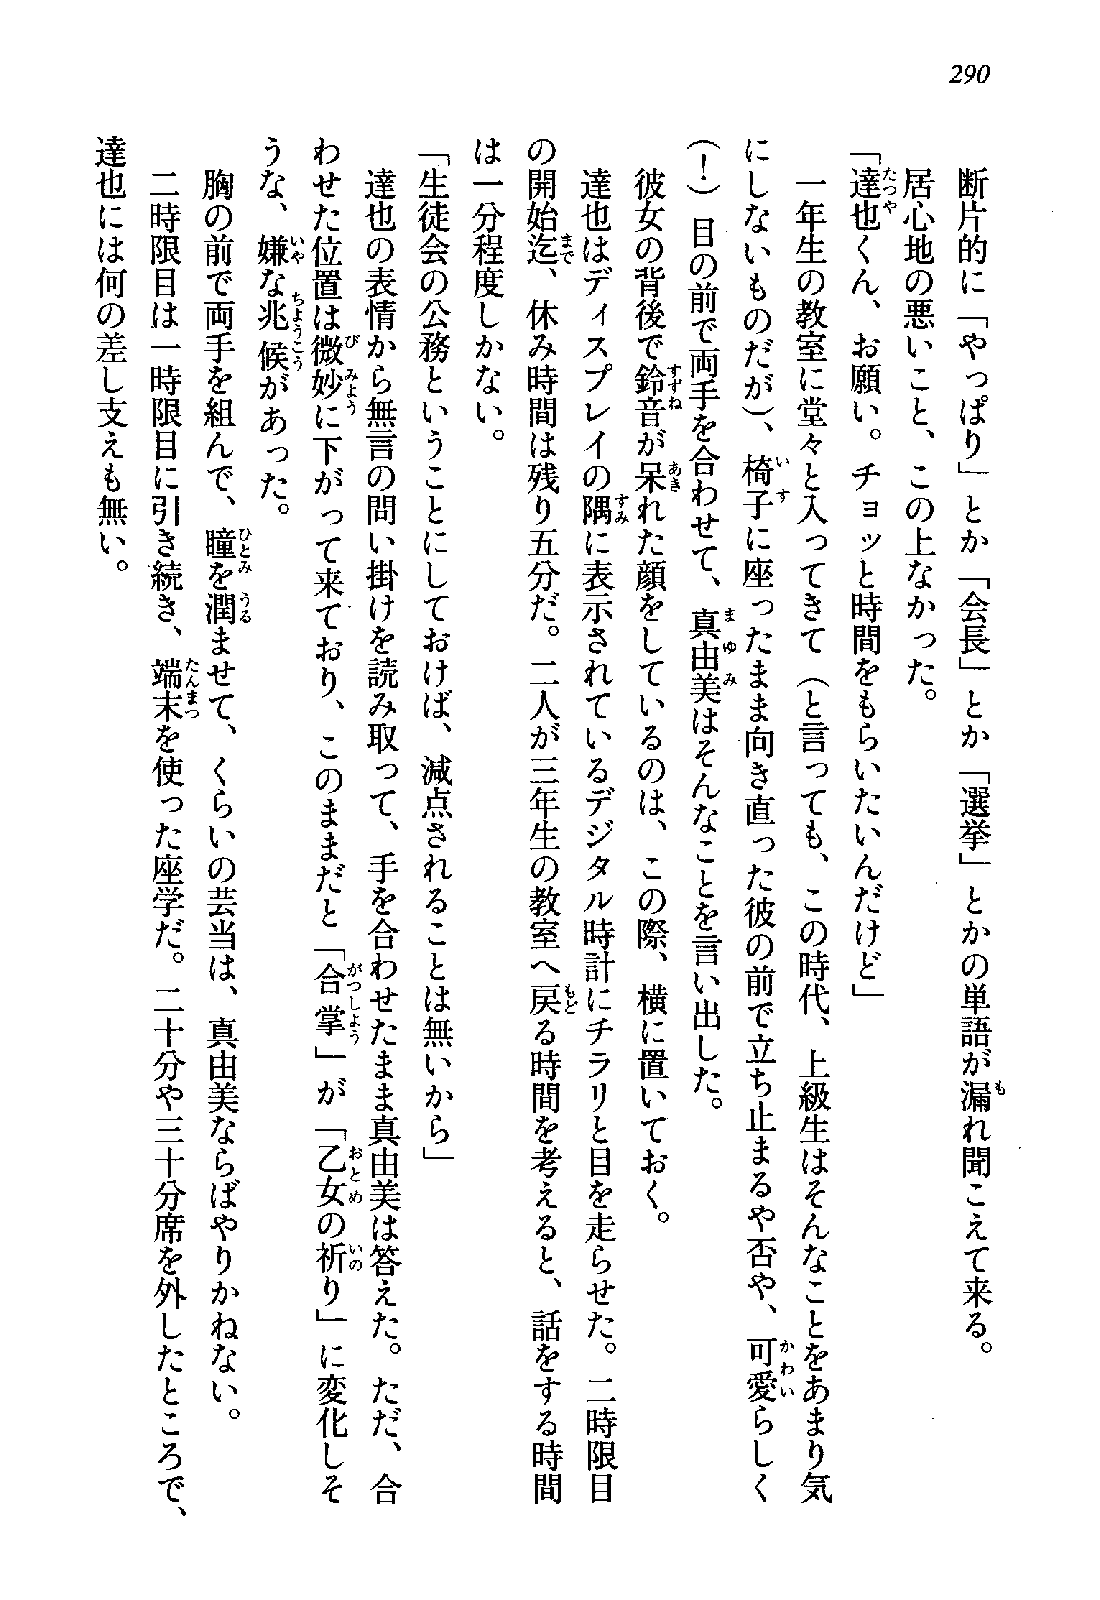 290
断片的に「やっぱり」とか「会長」とか「選挙」とかの単語が漏れ聞こえて来る。
居心地の悪いこと、この上なかった。
「達也くん、お願い。チョッと時間をもらいたいんだけど」
一年生の教室に堂々と入ってきて（と言っても、この時代、上級生はそんなことをあまり気
にしないものだが）、椅子に座ったまま向き直った彼の前で立ち止まるや否や、可愛らしく
（！）目の前で両手を合わせて、真由美はそんなことを言い出した。
彼女の背後で鈴音が呆れた顔をしているのは、この際、横に置いておく。
達也はディスプレイの隅に表示されているデジタル時計にチラリと目を走らせた。二時限目
の開始迄、休み時間は残り五分だ。二人が三年生の教室へ戻る時間を考えると、話をする時間
は一分程度しかない。
「生徒会の公務ということにしておけば、減点されることは無いから」
達也の表情から無言の問い掛けを読み取って、手を合わせたまま真由美は答えた。ただ、合
わせた位置は微妙に下がって来ており、このままだと「合掌」が「乙女の祈り」に変化しそ
うな、嫌な兆候があった。
胸の前で両手を組んで、瞳を潤ませて、くらいの芸当は、真由美ならばやりかねない。
二時限目は一時限目に引き続き、端末を使った座学だ。二十分や三十分席を外したところで、
達也には何の差し支えも無い。